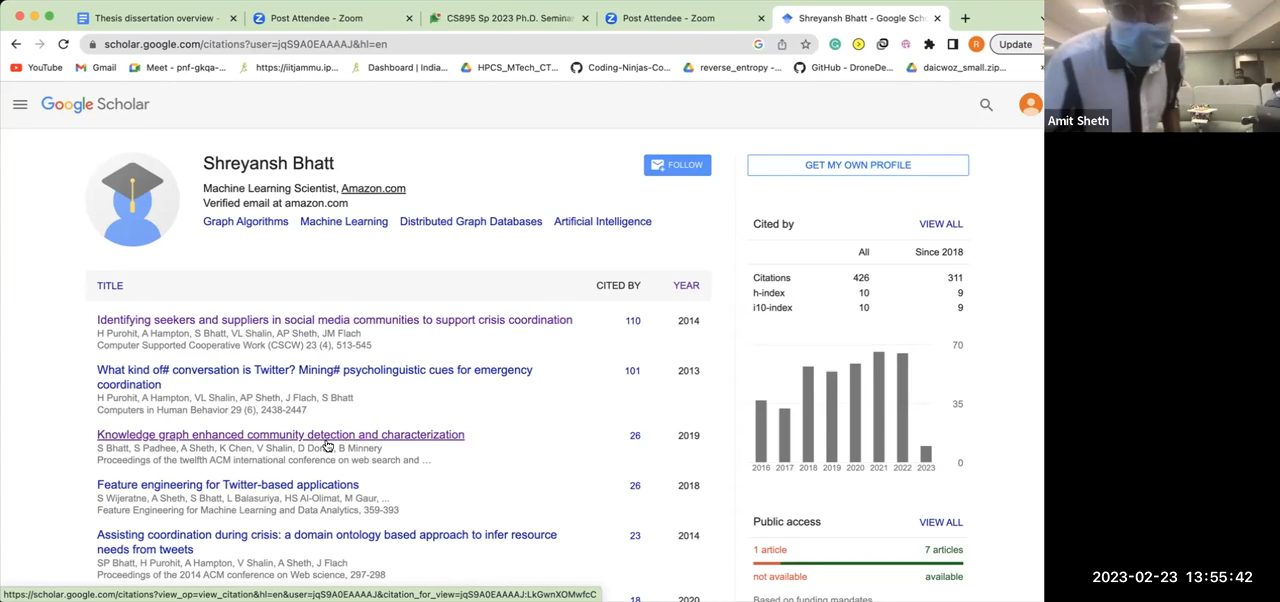 Thesis dissertation overview -
Post Attendee - Zoom
CS895 Sp 2023 Ph.D. Seminar
Post Attendee - Zoom
Shreyansh Bhatt - Google Scho
scholar.google.com/citations?user=jqS9A0EAAAAJ&hl=en
R
Update
YouTube
Gmail
Meet - pnf-gkqa-...
https://iitjammu.ip...
Dashboard | India...
HPCS_MTech_CT...
Coding-Ninjas-Co...
reverse_entropy -...
GitHub - DroneDe...
daicwoz_small.zip...
Amit Sheth
Google Scholar
Shreyansh Bhatt
FOLLOW
Machine Learning Scientist, Amazon.com
Verified email at amazon.com
Graph Algorithms Machine Learning Distributed Graph Databases Artificial Intelligence
TITLE CITED BY YEAR
Identifying seekers and suppliers in social media communities to support crisis coordination 110 2014
H Purohit, A Hampton, S Bhatt, VL Shalin, AP Sheth, JM Flach
Computer Supported Cooperative Work (CSCW) 23 (4), 513-545
What kind of# conversation is Twitter? Mining# psycholinguistic cues for emergency 101 2013
coordination
H Purohit, A Hampton, VL Shalin, AP Sheth, J Flach, S Bhatt
Computers in Human Behavior 29 (6), 2438-2447
Knowledge graph enhanced community detection and characterization 26 2019
S Bhatt, S Padhee, A Sheth, K Chen, V Shalin, D Do, B Minnery
Proceedings of the twelfth ACM international conference on web search and ...
Feature engineering for Twitter-based applications 26 2018
S Wijeratne, A Sheth, S Bhatt, L Balasuriya, HS Al-Olimat, M Gaur, ...
Feature Engineering for Machine Learning and Data Analytics, 359-393
Assisting coordination during crisis: a domain ontology based approach to infer resource 23 2014
needs from tweets
SP Bhatt, H Purohit, A Hampton, V Shalin, A Sheth, J Flach
Proceedings of the 2014 ACM conference on Web science, 297-298
18 2020
https://scholar.google.com/citations?view_op=view_citation&hl=en&user=jqS9A0EAAAAJ&citation_for_view=jqS9A0EAAAAJ:LkGwnXOMwfcC
GET MY OWN PROFILE
Cited by VIEW ALL
All Since 2018
Citations 426 311
h-index 10 9
i10-index 10 9
70
35
0
2016 2017 2018 2019 2020 2021 2022 2023
Public access VIEW ALL
1 article 7 articles
not available available
Based on funding mandates
2023-02-23 13:55:42